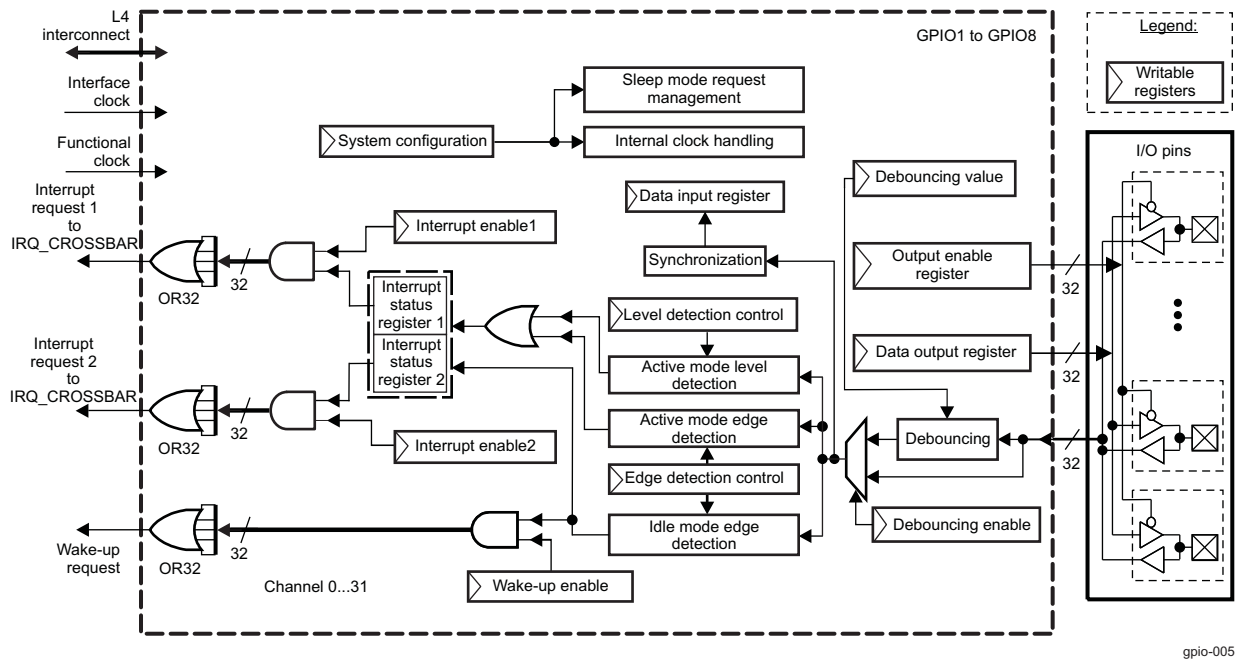 L4
interconnect
GPIO1 to GPIO8
Legend:
Interface
clock
Sleep mode request
management
Writable
registers
Functional
clock
System configuration
Internal clock handling
I/O pins
Interrupt
request 1
to
IRQ_CROSSBAR
Debouncing value
Data input register
Interrupt enable1
Output enable
register
Synchronization
32
OR32
32
Interrupt
status
register 1
Level detection control
Interrupt
request 2
to
IRQ_CROSSBAR
Interrupt
status
register 2
Active mode level
detection
Data output register
32
Active mode edge
detection
32
OR32
Interrupt enable2
Debouncing
32
Edge detection control
Idle mode edge
detection
Debouncing enable
Wake-up
request
32
OR32
Channel 0...31
Wake-up enable
gpio-005